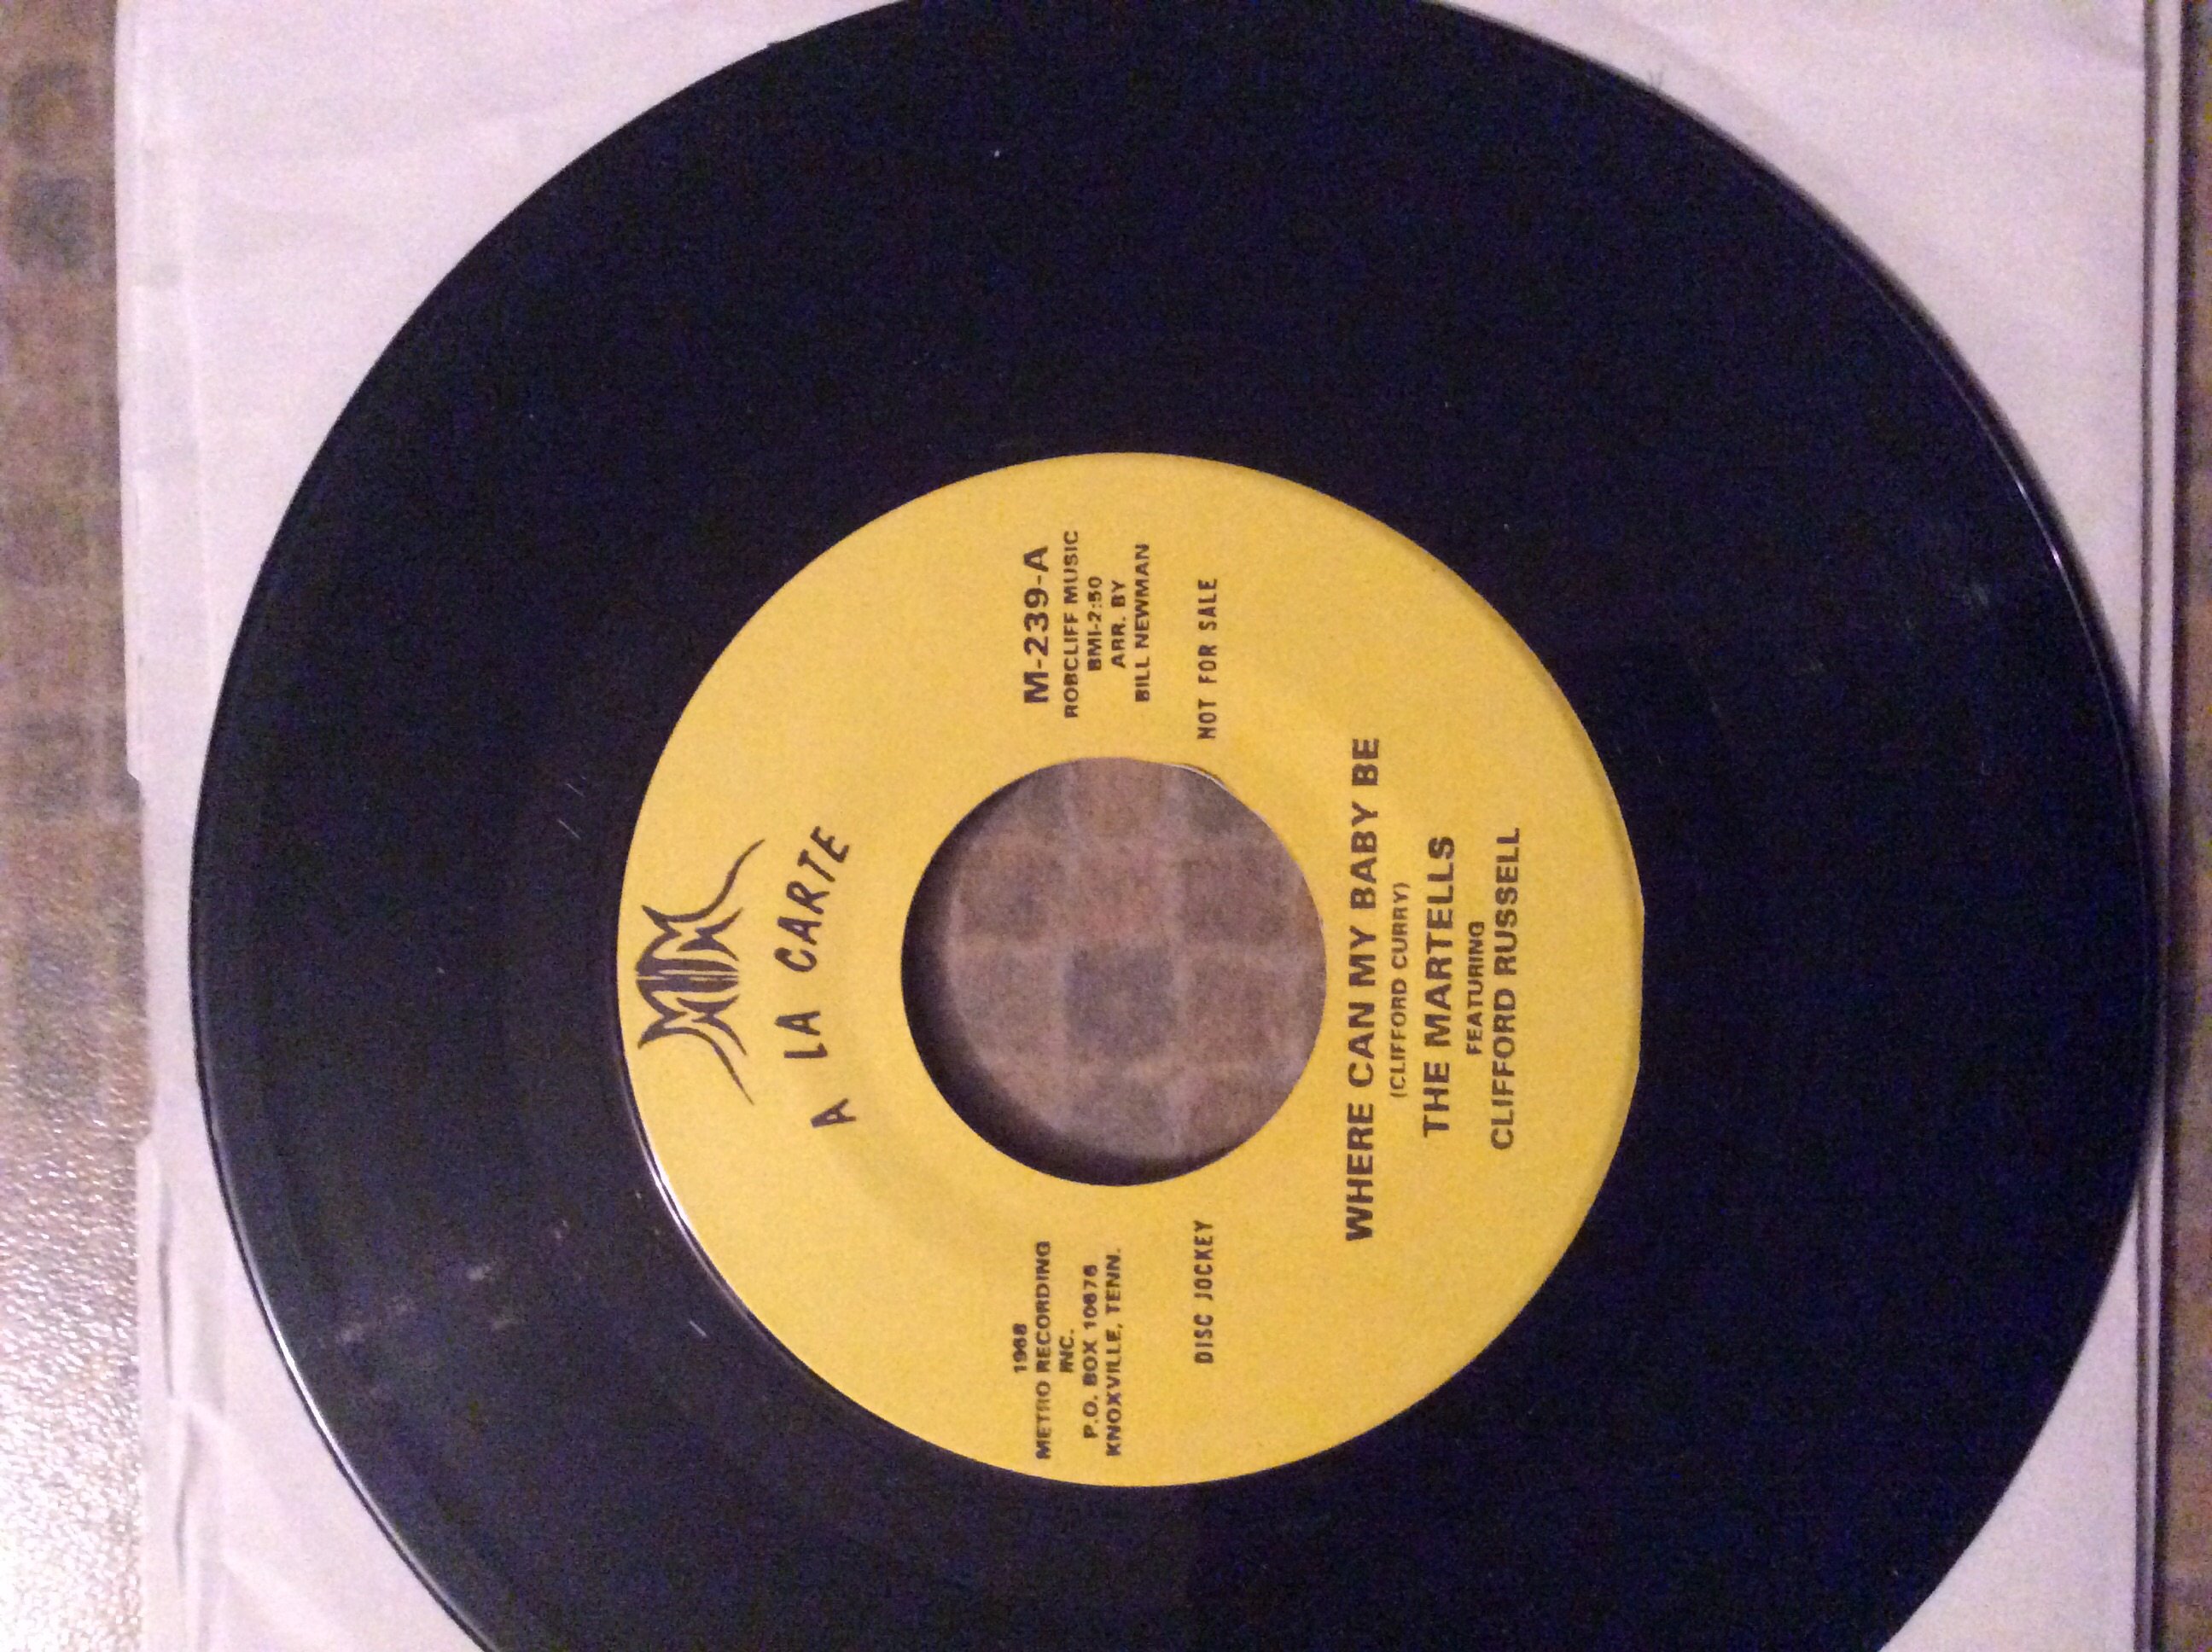 A LA CARTE
1968
METRO RECORDING
INC.
P.O. BOX 10676
KNOXVILLE, TENN.
M-239-A
ROBCLIFF MUSIC
BMI-2:50
ARR. BY
BILL NEWMAN
DISC JOCKEY
NOT FOR SALE
WHERE CAN MY BABY BE
(CLIFFORD CURRY)
THE MARTELLS
FEATURING
CLIFFORD RUSSELL